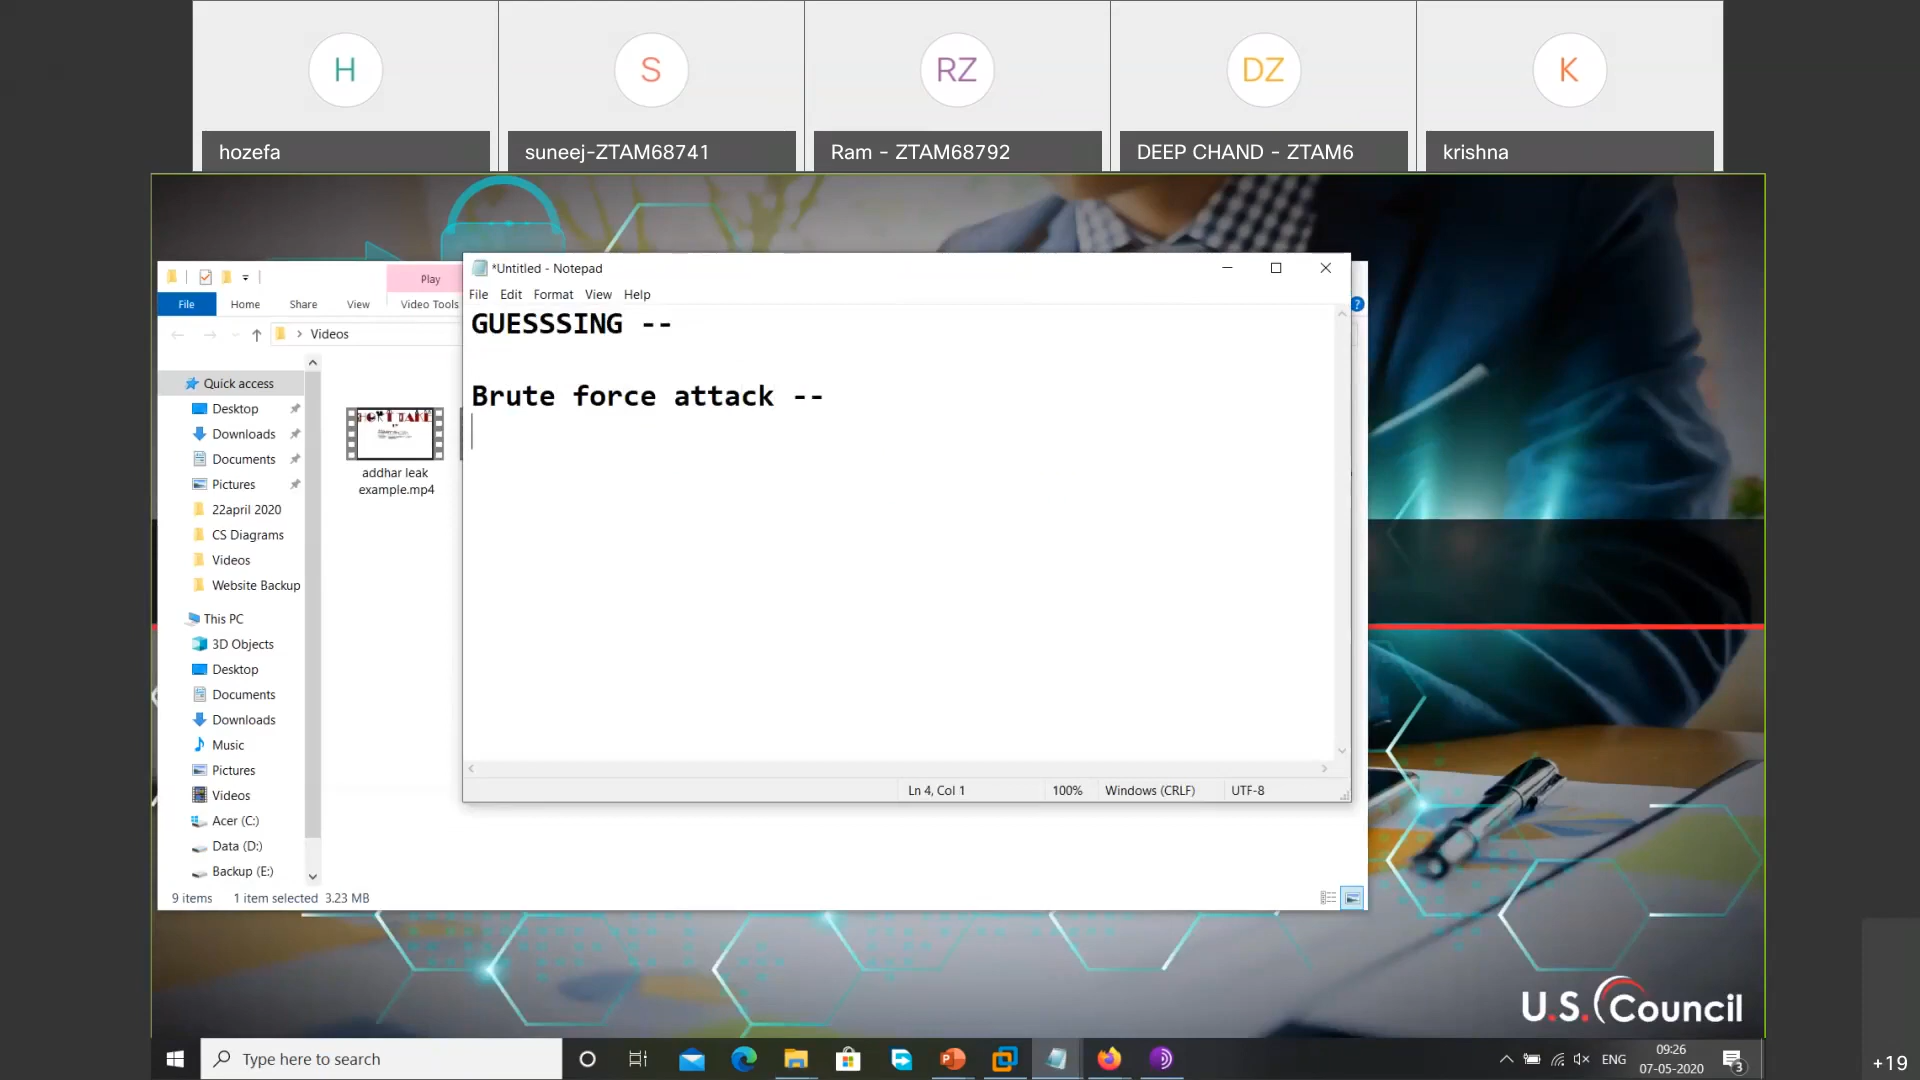 H
S
RZ
DZ
K
hozefa
suneej-ZTAM68741
Ram - ZTAM68792
DEEP CHAND - ZTAM6
krishna
*Untitled - Notepad
File Edit Format View Help
GUESSSING --
Brute force attack --
Ln 4, Col 1
100%
Windows (CRLF)
UTF-8
Play
File
Home
Share
View
Video Tools
Videos
Quick access
Desktop
Downloads
Documents
Pictures
22april 2020
CS Diagrams
Videos
Website Backup
This PC
3D Objects
Desktop
Documents
Downloads
Music
Pictures
Videos
Acer (C:)
Data (D:)
Backup (E:)
addhar leak
example.mp4
9 items
1 item selected 3.23 MB
U.S. Council
Type here to search
ENG
09:26
07-05-2020
3
+19